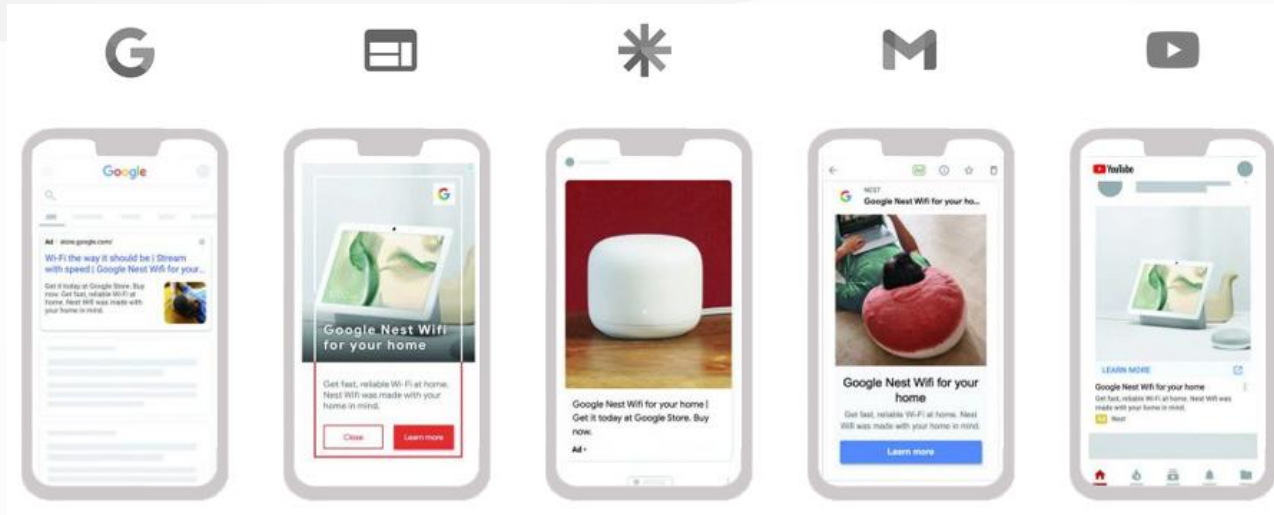 Google
Ad · store.google.com/
Wi-Fi the way it should be | Stream
with speed | Google Nest Wifi for your...
Get it today at Google Store. Buy
now. Get fast, reliable Wi-Fi at
home. Nest Wifi was made with
your home in mind.
G
Google Nest Wifi
for your home
Get fast, reliable Wi-Fi at home.
Nest Wifi was made with your
home in mind.
Close
Learn more
Google Nest Wifi for your home |
Get it today at Google Store. Buy
now.
Ad ·
Ad
NEST
Google Nest Wifi for your ho...
Google Nest Wifi for your
home
Get fast, reliable Wi-Fi at home. Nest
Wifi was made with your home in mind.
Learn more
YouTube
LEARN MORE
Google Nest Wifi for your home
Get fast, reliable Wi-Fi at home. Nest Wifi was
made with your home in mind.
Ad Nest